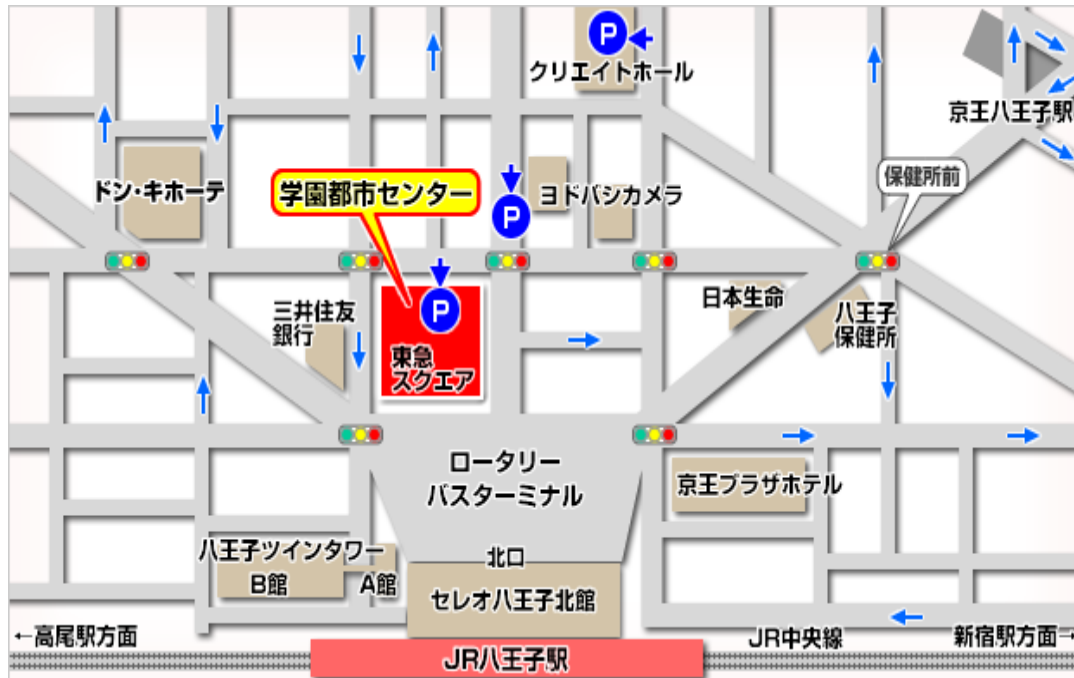 P
クリエイトホール
京王八王子駅
ドン・キホーテ
学園都市センター
ヨドバシカメラ
保健所前
P
三井住友
銀行
P
東急
スクエア
日本生命
八王子
保健所
ロータリー
バスターミナル
京王プラザホテル
八王子ツインタワー
B館
A館
北口
セレオ八王子北館
←高尾駅方面
JR中央線
新宿駅方面→
JR八王子駅